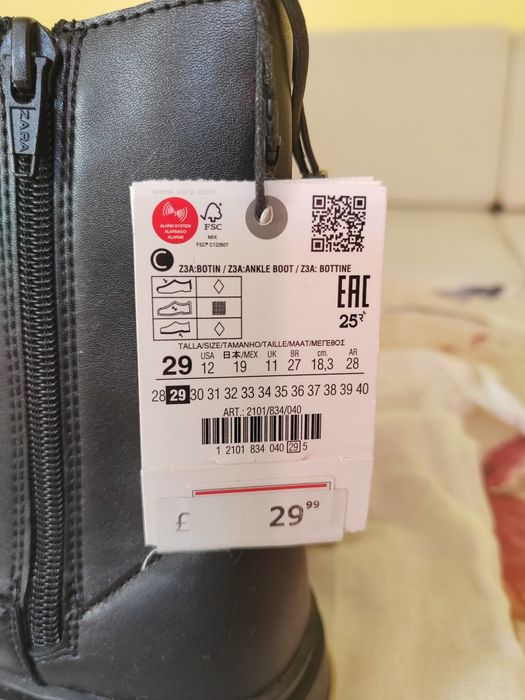 ZARA
www.zara.com
ALARM SYSTEM
ALARMADO
ALARME
FSC
MIX
FSC® C123607
C
Z3A:BOTIN / Z3A:ANKLE BOOT / Z3A: BOTTINE
EAC
25
TALLA/SIZE/TAMANHO/TAILLE/MAAT/ΜΕΓΕΘΟΣ
29 USA 12 日本/MEX 19 UK 11 BR 27 cm. 18,3 AR 28
28 29 30 31 32 33 34 35 36 37 38 39 40
ART.: 2101/834/040
1 2101 834 040 29 5
£ 29⁹⁹